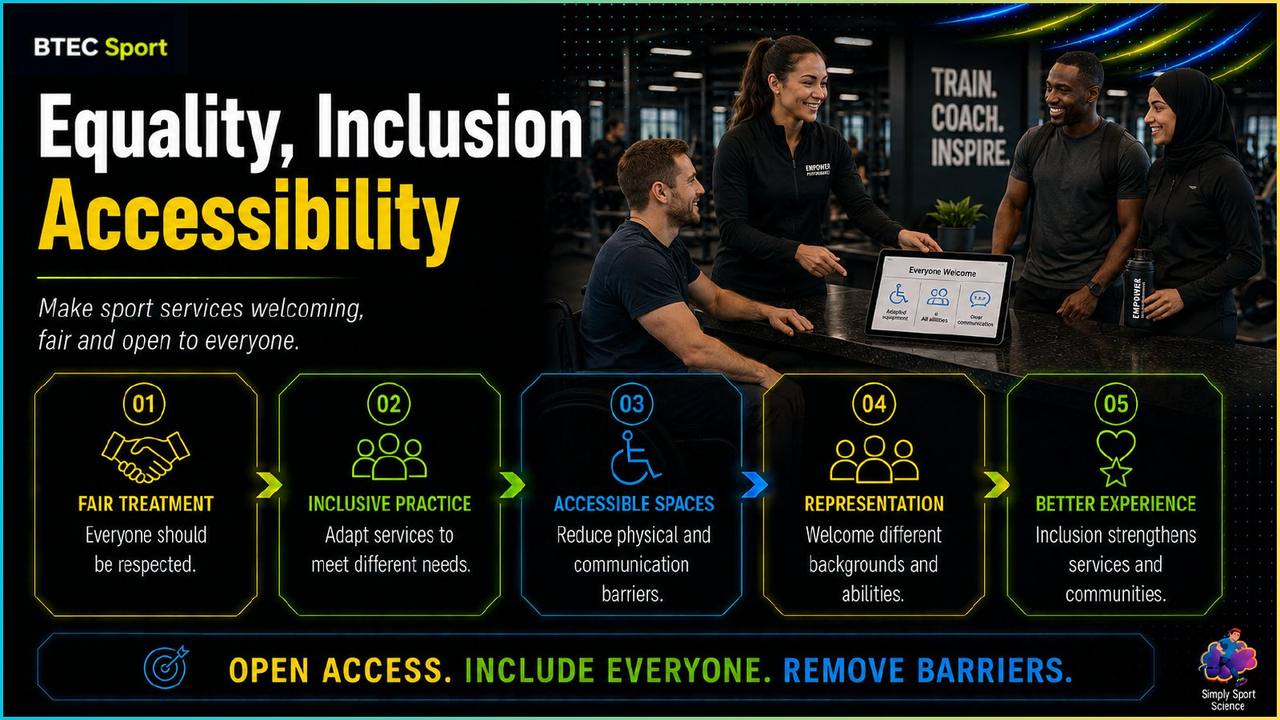 BTEC Sport
Equality, Inclusion
Accessibility
Make sport services welcoming,
fair and open to everyone.
TRAIN.
COACH.
INSPIRE.
EMPOWER
PERFORMANCE
Everyone Welcome
Adapted
equipment
All abilities
Clear
communication
EMPOWER
01
FAIR TREATMENT
Everyone should
be respected.
02
INCLUSIVE PRACTICE
Adapt services to
meet different needs.
03
ACCESSIBLE SPACES
Reduce physical and
communication
barriers.
04
REPRESENTATION
Welcome different
backgrounds and
abilities.
05
BETTER EXPERIENCE
Inclusion strengthens
services and
communities.
OPEN ACCESS. INCLUDE EVERYONE. REMOVE BARRIERS.
Simply Sport
Science